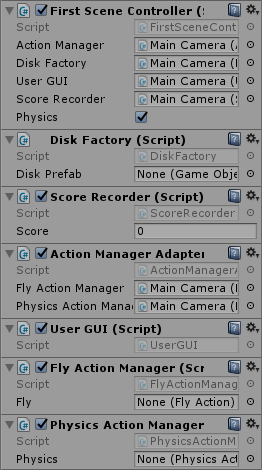 First Scene Controller (S
Script FirstSceneCont
Action Manager Main Camera (
Disk Factory Main Camera (
User GUI Main Camera (
Score Recorder Main Camera (
Physics
Disk Factory (Script)
Script DiskFactory
Disk Prefab None (Game Obje
Score Recorder (Script)
Script ScoreRecorder
Score 0
Action Manager Adapter
Script ActionManager
Fly Action Manager Main Camera (
Physics Action Mana Main Camera (
User GUI (Script)
Script UserGUI
Fly Action Manager (Scr
Script FlyActionManag
Fly None (Fly Action)
Physics Action Manager
Script PhysicsActionM
Physics None (Physics Act